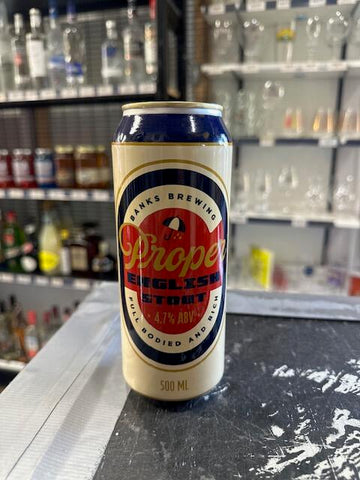 BANKS BREWING
Proper
ENGLISH
STOUT
4.7% ABV
FULL BODIED AND RICH
500 ML